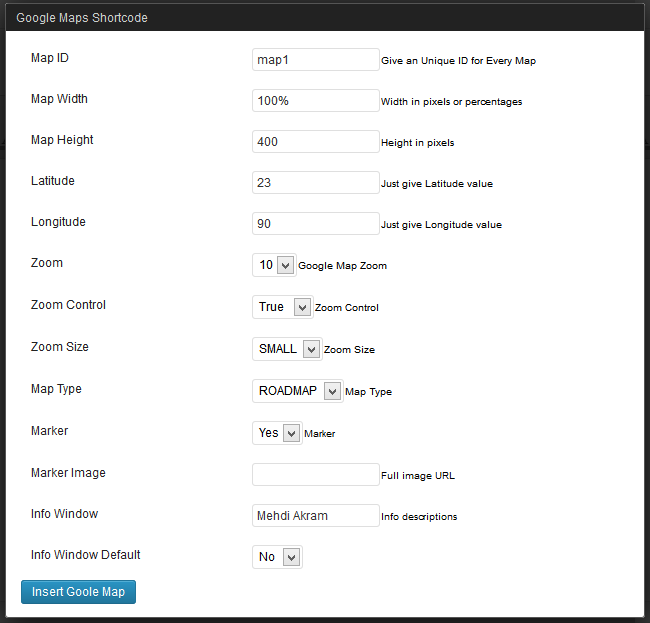 Google Maps Shortcode
Map ID map1 Give an Unique ID for Every Map
Map Width 100% Width in pixels or percentages
Map Height 400 Height in pixels
Latitude 23 Just give Latitude value
Longitude 90 Just give Longitude value
Zoom 10 Google Map Zoom
Zoom Control True Zoom Control
Zoom Size SMALL Zoom Size
Map Type ROADMAP Map Type
Marker Yes Marker
Marker Image Full image URL
Info Window Mehdi Akram Info descriptions
Info Window Default No
Insert Goole Map